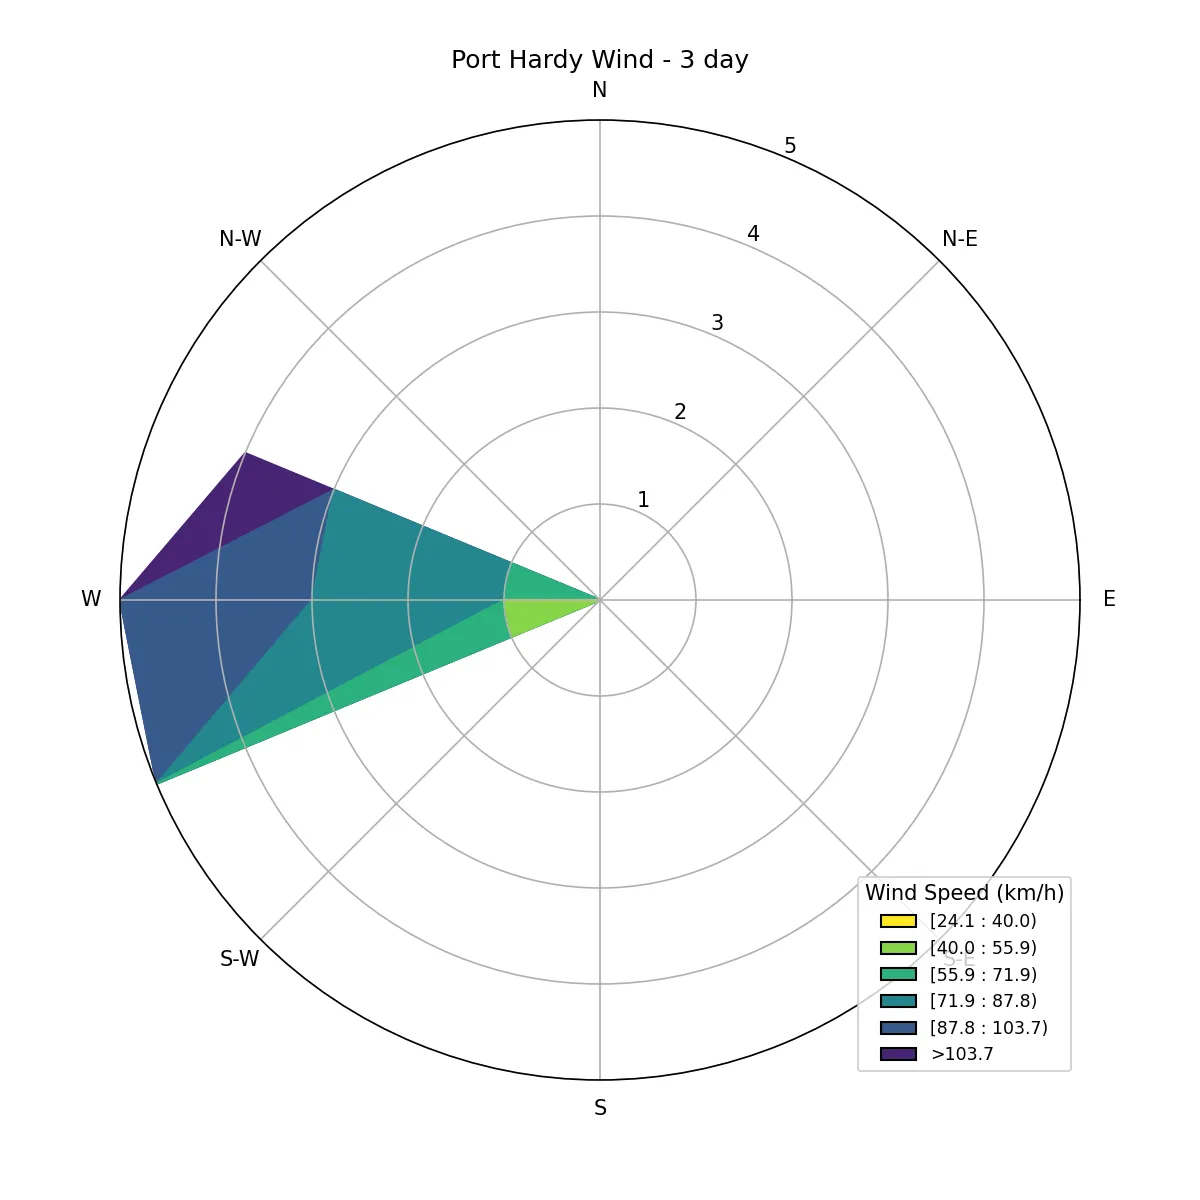 Port Hardy Wind - 3 day
N
5
N-W
4
N-E
3
2
1
W
E
S-W
S-E
S
Wind Speed (km/h)
[24.1 : 40.0)
[40.0 : 55.9)
[55.9 : 71.9)
[71.9 : 87.8)
[87.8 : 103.7)
>103.7